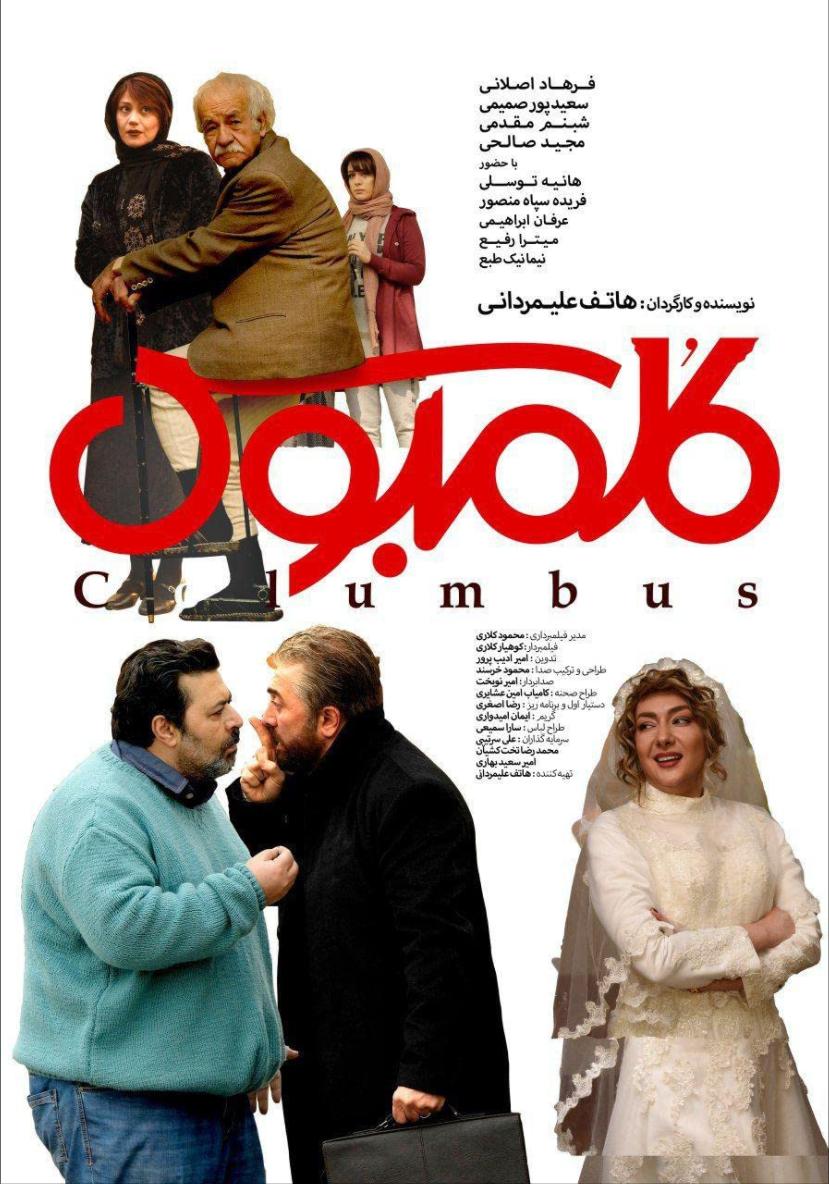 فرهاد اصلانی
سعید پورصمیمی
شبنم مقدمی
مجید صالحی
با حضور
هانیه توسلی
فریده سپاه منصور
عرفان ابراهیمی
میترا رفیع
نیما نیک طبع
نویسنده و کارگردان : هاتف علیمردانی
کُلمبوس
Columbus
مدیر فیلمبرداری : محمود کلاری
فیلمبردار: کوهیار کلاری
تدوین : امیر ادیب پرور
طراحی و ترکیب صدا : محمود خرسند
صدابردار: امیر نوبخت
طراح صحنه : کامیاب امین عشایری
دستیار اول و برنامه ریز : رضا اصغری
گریم : ایمان امیدواری
طراح لباس : سارا سمیعی
سرمایه گذاران : علی سرتیپی
محمد رضا تخت کشیان
امیر سعید بهاری
تهیه کننده : هاتف علیمردانی